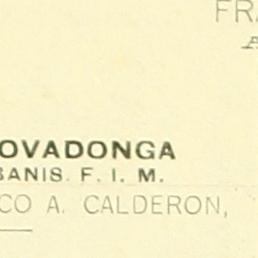 FRA
A
OVADONGA
BANIS. F. I. M.
CO A. CALDERON,